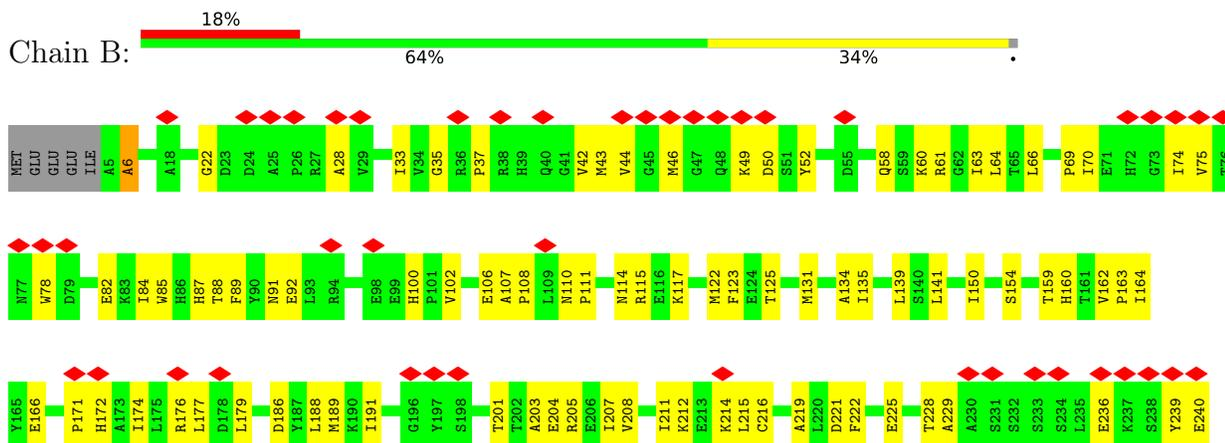 18%
Chain B:
64% 34% •
MET GLU GLU GLU ILE A5 A6 A18 G22 D23 D24 A25 P26 R27 A28 V29 I33 V34 G35 R36 P37 R38 H39 Q40 G41 V42 M43 V44 G45 M46 G47 Q48 K49 D50 S51 Y52 D55 Q58 S59 K60 R61 G62 I63 L64 T65 L66 P69 I70 E71 H72 G73 I74 V75 T76
N77 W78 D79 E82 K83 I84 W85 H86 H87 T88 F89 Y90 N91 E92 L93 R94 E98 E99 H100 P101 V102 E106 A107 P108 L109 N110 P111 N114 R115 E116 K117 M122 F123 E124 T125 M131 A134 I135 L139 S140 L141 I150 S154 T159 H160 T161 V162 P163 I164
Y165 E166 P171 H172 A173 I174 L175 R176 L177 D178 L179 D186 Y187 L188 M189 K190 I191 G196 Y197 S198 T201 T202 A203 E204 R205 E206 I207 V208 I211 K212 E213 K214 L215 C216 A219 L220 D221 F222 E225 T228 A229 A230 S231 S232 S233 S234 L235 E236 K237 S238 Y239 E240